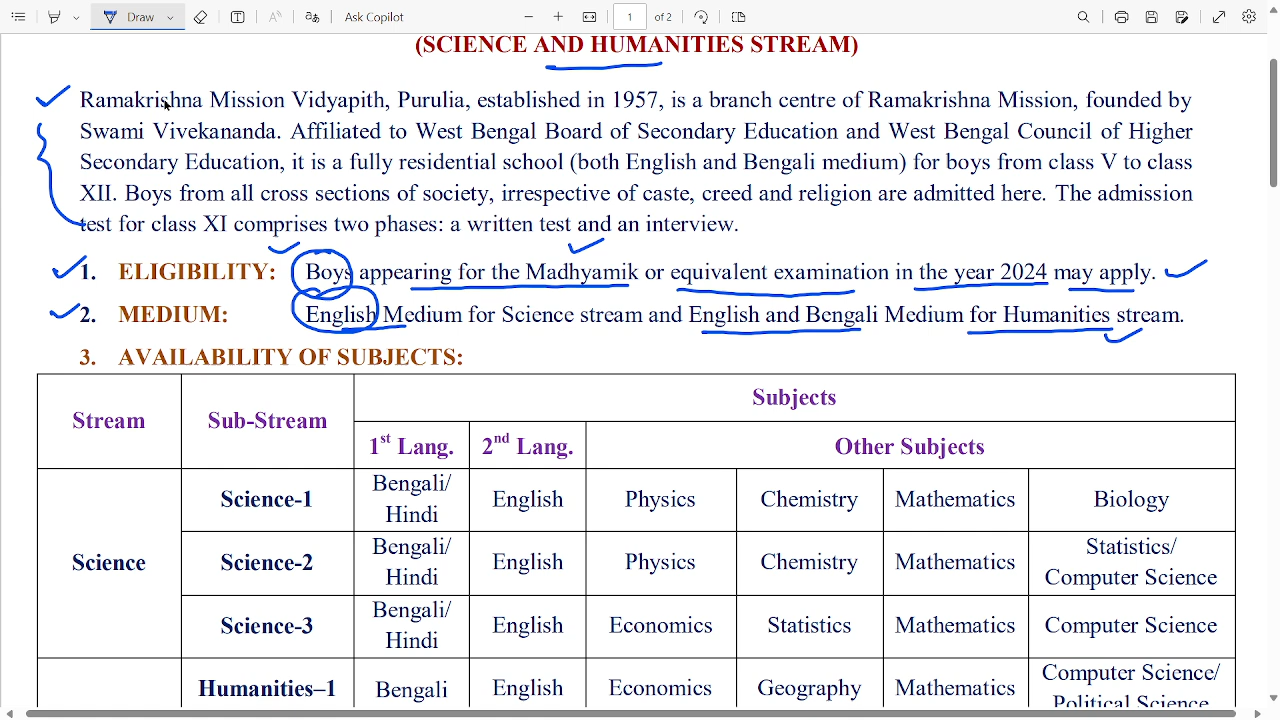 Draw
Ask Copilot
1 of 2
(SCIENCE AND HUMANITIES STREAM)
Ramakrishna Mission Vidyapith, Purulia, established in 1957, is a branch centre of Ramakrishna Mission, founded by
Swami Vivekananda. Affiliated to West Bengal Board of Secondary Education and West Bengal Council of Higher
Secondary Education, it is a fully residential school (both English and Bengali medium) for boys from class V to class
XII. Boys from all cross sections of society, irrespective of caste, creed and religion are admitted here. The admission
test for class XI comprises two phases: a written test and an interview.
1. ELIGIBILITY: Boys appearing for the Madhyamik or equivalent examination in the year 2024 may apply.
2. MEDIUM: English Medium for Science stream and English and Bengali Medium for Humanities stream.
3. AVAILABILITY OF SUBJECTS:
Stream Sub-Stream Subjects
1st Lang. 2nd Lang. Other Subjects
Science
Science-1 Bengali/ Hindi English Physics Chemistry Mathematics Biology
Science-2 Bengali/ Hindi English Physics Chemistry Mathematics Statistics/ Computer Science
Science-3 Bengali/ Hindi English Economics Statistics Mathematics Computer Science
Humanities–1 Bengali English Economics Geography Mathematics Computer Science/ Political Science